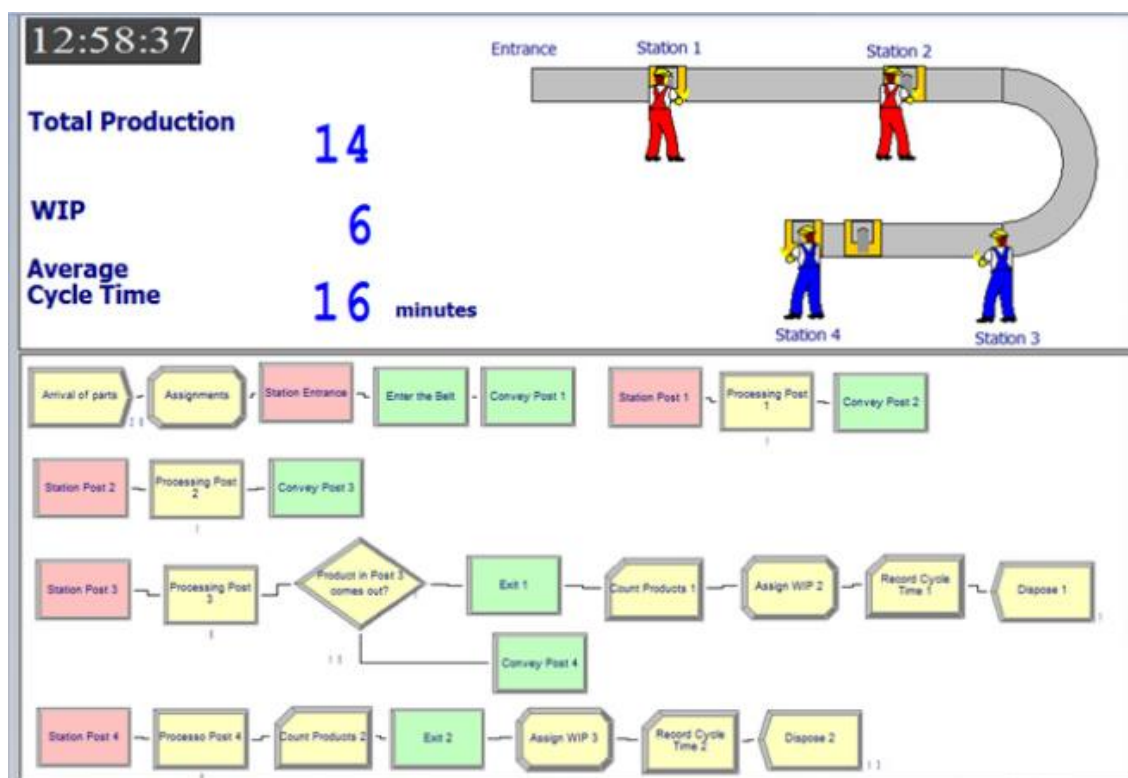 12:58:37
Total Production
14
WIP
6
Average
Cycle Time
16 minutes
Entrance
Station 1
Station 2
Station 4
Station 3
Arrival of parts
Assignments
Station Entrance
Enter the Belt
Convey Post 1
Station Post 1
Processing Post
1
Convey Post 2
Station Post 2
Processing Post
2
Convey Post 3
Station Post 3
Processing Post
3
Product in Post 3
comes out?
Exit 1
Count Products 1
Assign WIP 2
Record Cycle
Time 1
Dispose 1
Convey Post 4
Station Post 4
Processo Post 4
Count Products 2
Exit 2
Assign WIP 3
Record Cycle
Time 2
Dispose 2